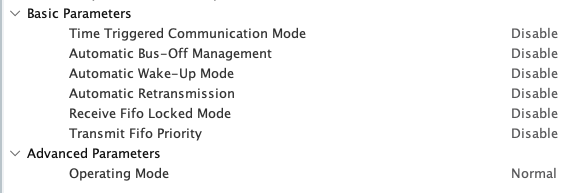 Basic Parameters
Time Triggered Communication Mode Disable
Automatic Bus-Off Management Disable
Automatic Wake-Up Mode Disable
Automatic Retransmission Disable
Receive Fifo Locked Mode Disable
Transmit Fifo Priority Disable
Advanced Parameters
Operating Mode Normal